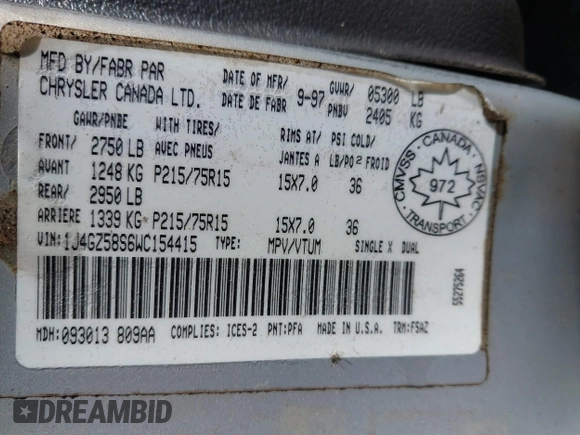 MFD BY/FABR PAR
CHRYSLER CANADA LTD.
DATE OF MFR/ 9-97 GVWR/ 05300 LB
DATE DE FABR PNBV 2405 KG
GAWR/PNBE WITH TIRES/ RIMS AT/ PSI COLD/
FRONT/ 2750 LB AVEC PNEUS JANTES A LB/PO² FROID
AVANT 1248 KG P215/75R15 15X7.0 36
REAR/ 2950 LB
ARRIERE 1339 KG P215/75R15 15X7.0 36
VIN: 1J4GZ58S6WC154415 TYPE: MPV/VTUM SINGLE X DUAL
CMVSS · CANADA · NSVAC
972
TRANSPORT
55275264
MDH: 093013 809AA COMPLIES: ICES-2 PNT: PFA MADE IN U.S.A. TRM: F5AZ
DREAMBID